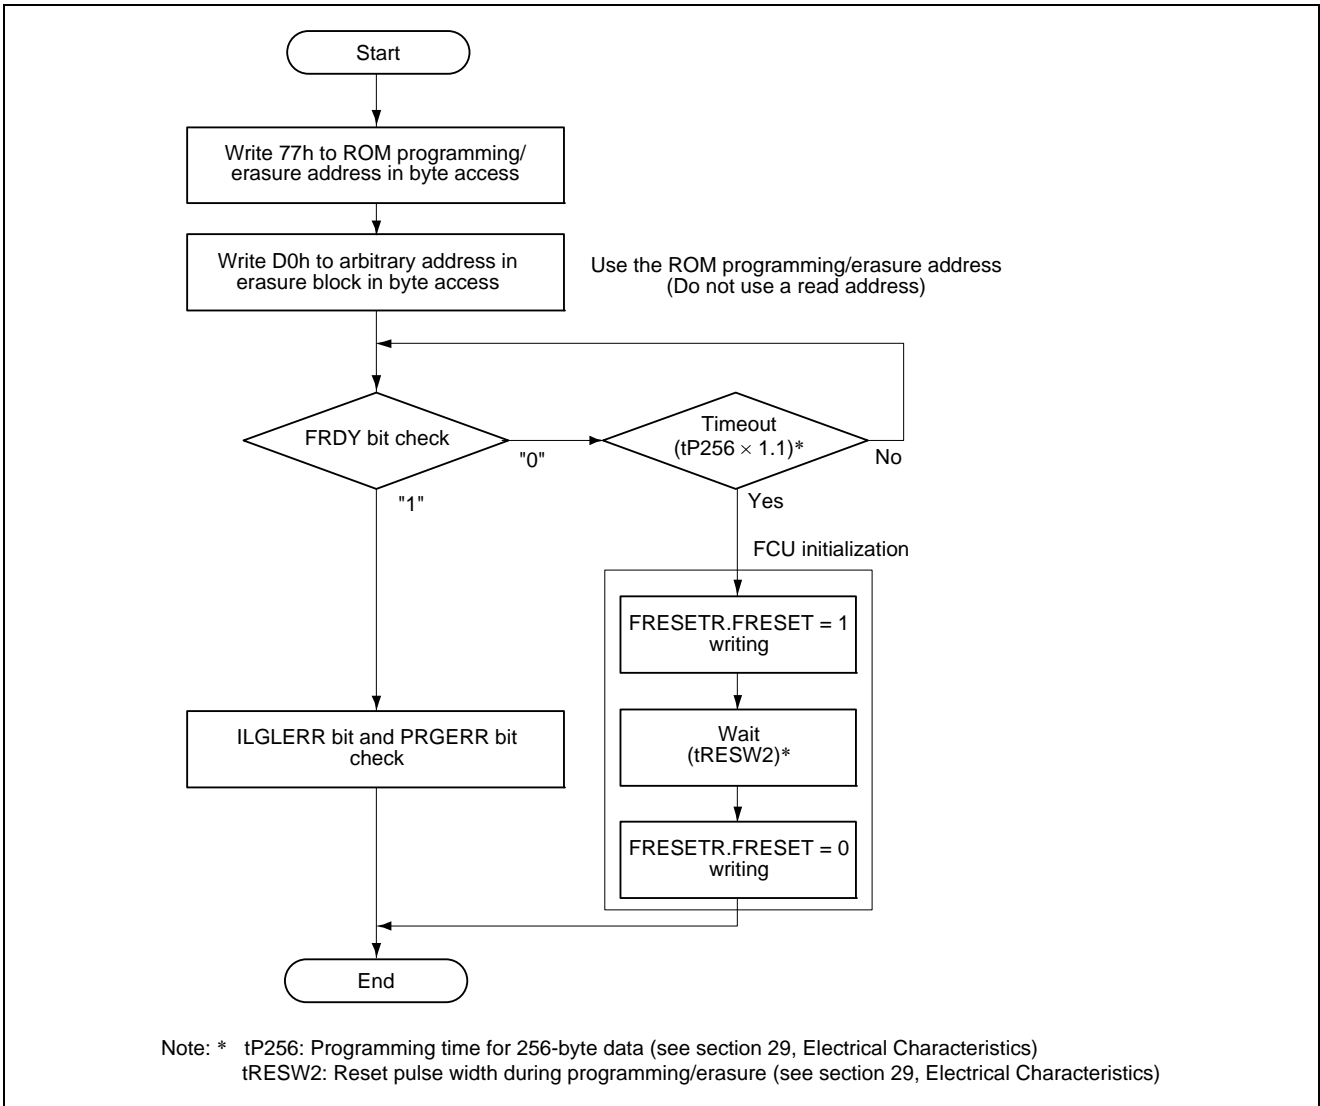 Start
Write 77h to ROM programming/
erasure address in byte access
Write D0h to arbitrary address in
erasure block in byte access
Use the ROM programming/erasure address
(Do not use a read address)
FRDY bit check
"0"
"1"
Timeout
(tP256 × 1.1)*
No
Yes
FCU initialization
FRESETR.FRESET = 1
writing
Wait
(tRESW2)*
FRESETR.FRESET = 0
writing
ILGLERR bit and PRGERR bit
check
End
Note: * tP256: Programming time for 256-byte data (see section 29, Electrical Characteristics)
tRESW2: Reset pulse width during programming/erasure (see section 29, Electrical Characteristics)